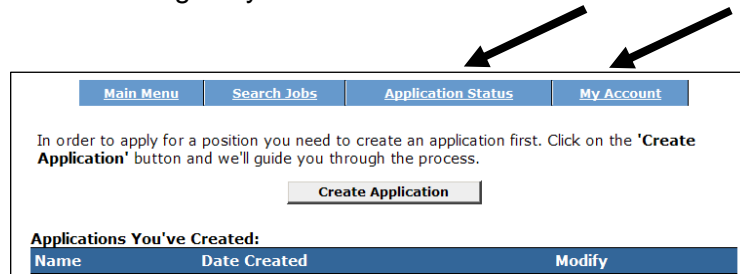 Main Menu Search Jobs Application Status My Account
In order to apply for a position you need to create an application first. Click on the 'Create
Application' button and we'll guide you through the process.
Create Application
Applications You've Created:
Name Date Created Modify